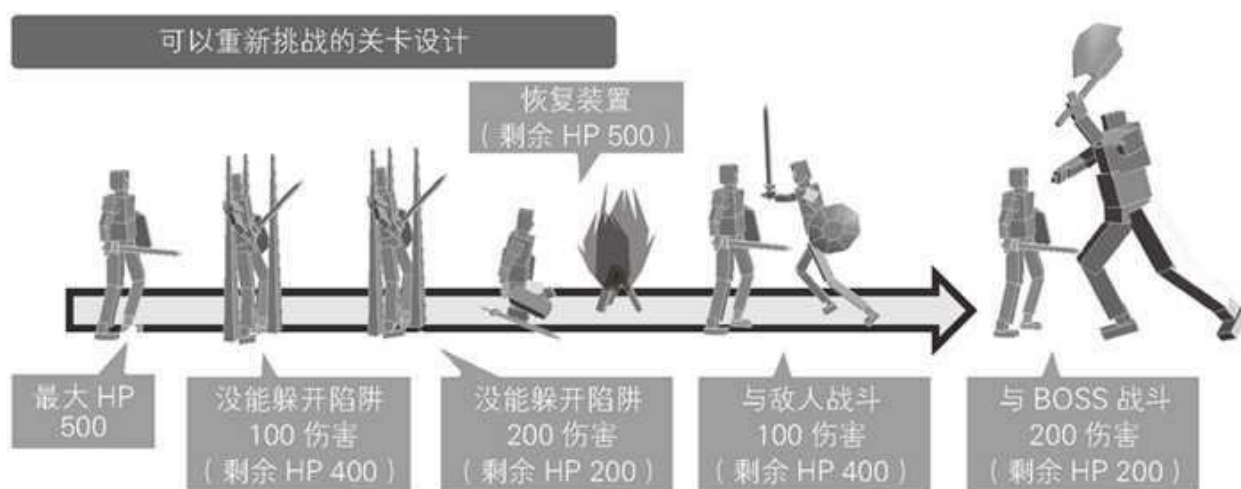 可以重新挑战的关卡设计
恢复装置
（剩余 HP 500）
最大 HP
500
没能躲开陷阱
100 伤害
（剩余 HP 400）
没能躲开陷阱
200 伤害
（剩余 HP 200）
与敌人战斗
100 伤害
（剩余 HP 400）
与 BOSS 战斗
200 伤害
（剩余 HP 200）